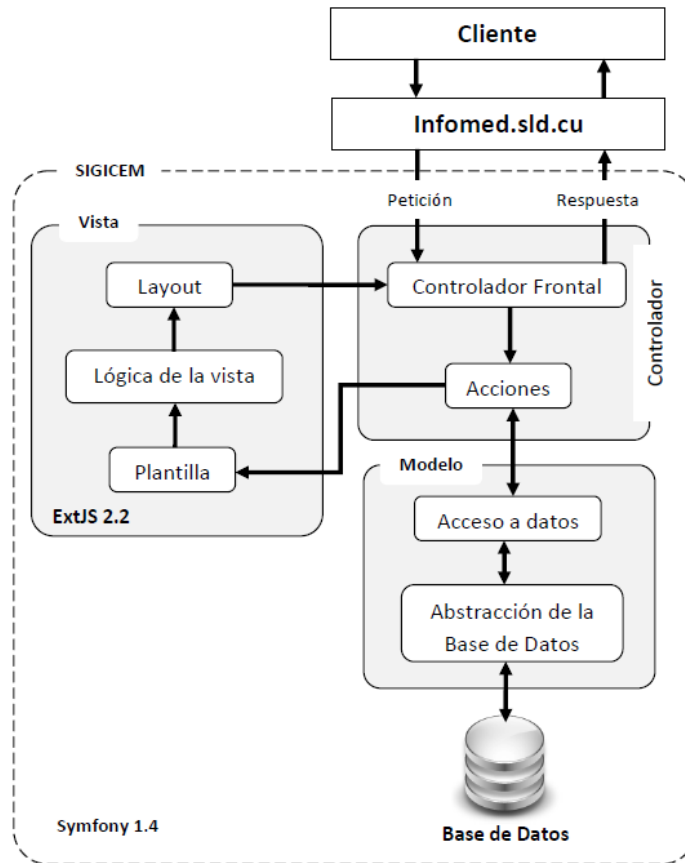 Cliente
Infomed.sld.cu
SIGICEM
Petición
Respuesta
Vista
Layout
Controlador Frontal
Controlador
Lógica de la vista
Acciones
Plantilla
Modelo
ExtJS 2.2
Acceso a datos
Abstracción de la
Base de Datos
Symfony 1.4
Base de Datos